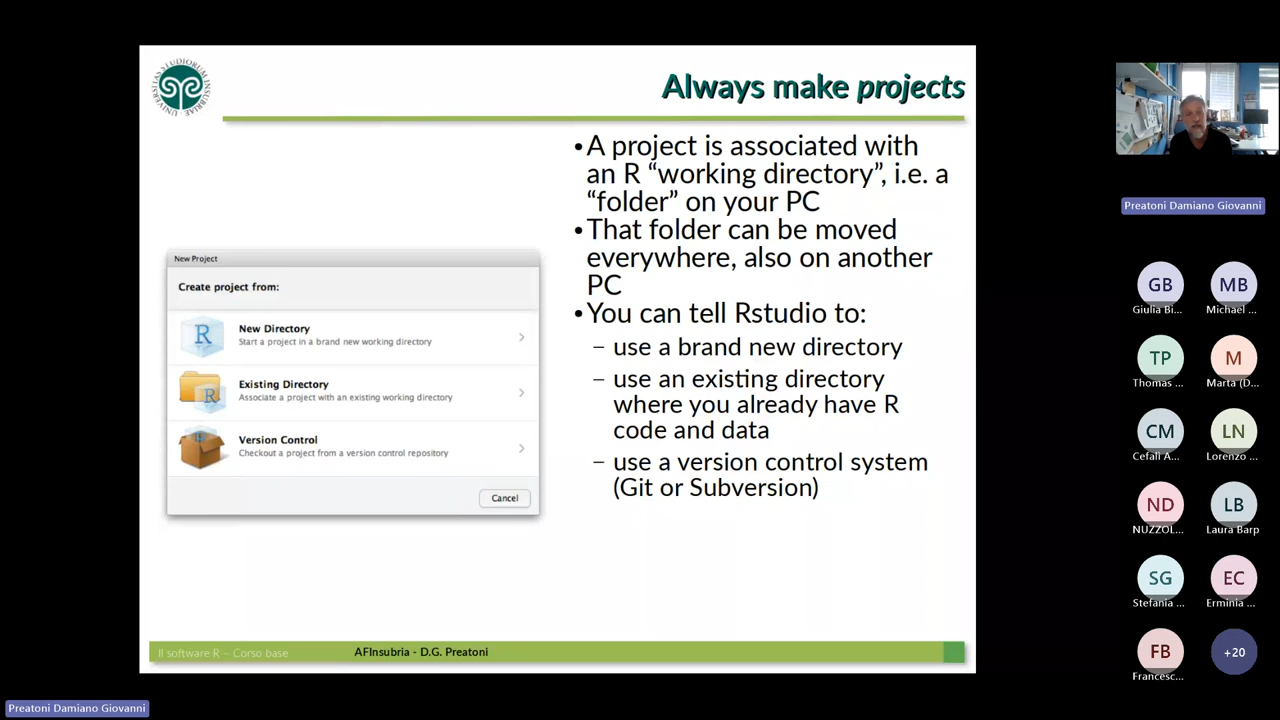 UNIVERSITAS STUDIORUM INSUBRIAE
Always make projects
•A project is associated with
an R “working directory”, i.e. a
“folder” on your PC
•That folder can be moved
everywhere, also on another
PC
•You can tell Rstudio to:
– use a brand new directory
– use an existing directory
where you already have R
code and data
– use a version control system
(Git or Subversion)
New Project
Create project from:
R
New Directory
Start a project in a brand new working directory
R
Existing Directory
Associate a project with an existing working directory
Version Control
Checkout a project from a version control repository
Cancel
Il software R – Corso base
AFInsubria - D.G. Preatoni
Preatoni Damiano Giovanni
GB
MB
Giulia Bi...
Michael ...
TP
M
Thomas ...
Marta (D...
CM
LN
Cefalì A...
Lorenzo ...
ND
LB
NUZZOL...
Laura Barp
SG
EC
Stefania ...
Erminia ...
FB
+20
Francesc...
Preatoni Damiano Giovanni